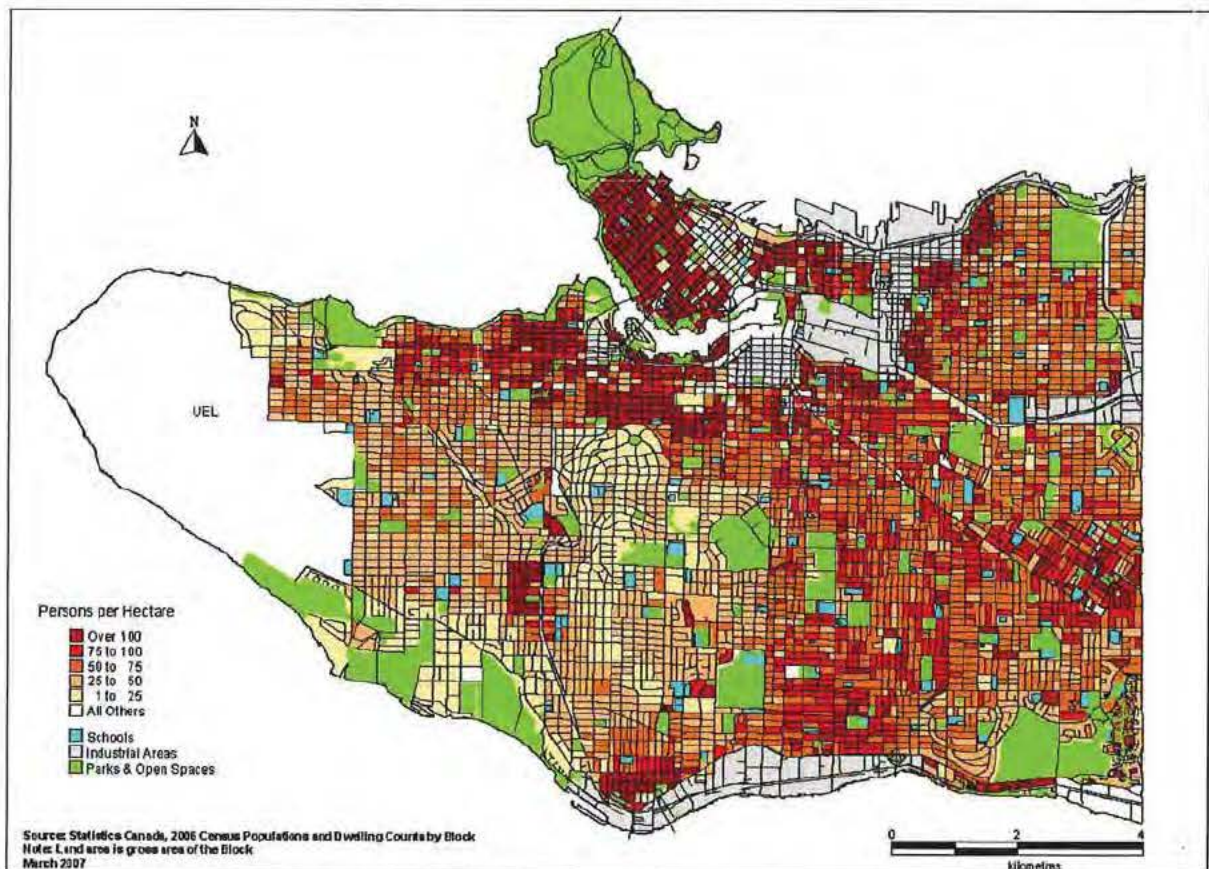 N
UEL
Persons per Hectare
Over 100
75 to 100
50 to 75
25 to 50
1 to 25
All Others
Schools
Industrial Areas
Parks & Open Spaces
Source: Statistics Canada, 2006 Census Populations and Dwelling Counts by Block
Note: Land area is gross area of the Block
March 2007
0 2 4
kilometres